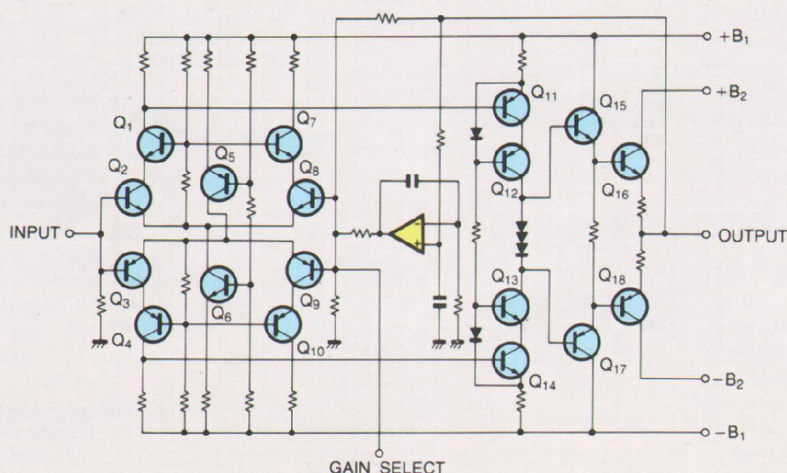 +B₁
+B₂
Q₁₁
Q₁₅
Q₁
Q₇
Q₅
Q₂
Q₈
Q₁₂
Q₁₆
INPUT
-
+
OUTPUT
Q₃
Q₉
Q₁₃
Q₁₈
Q₆
Q₄
Q₁₀
Q₁₄
Q₁₇
−B₂
−B₁
GAIN SELECT